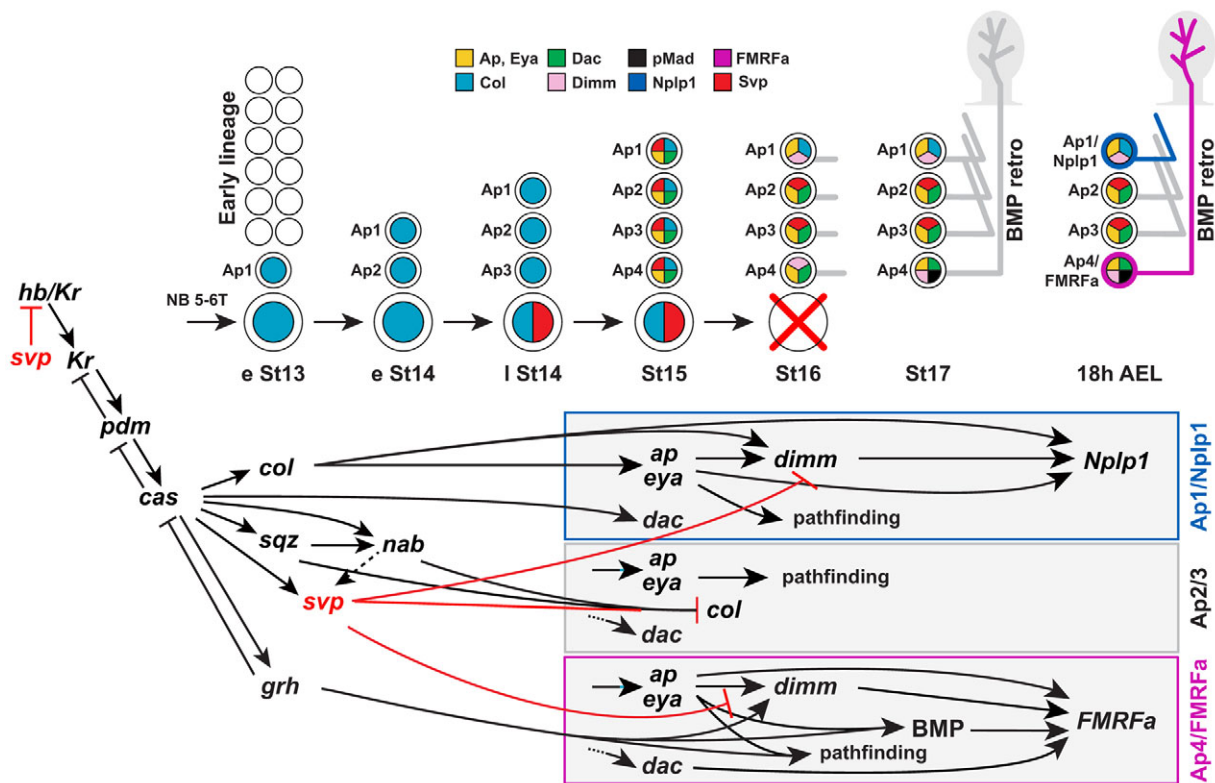 Ap, Eya
Dac
pMad
FMRFa
Col
Dimm
Nplp1
Svp
Early lineage
Ap1
Ap1
Ap2
Ap1
Ap2
Ap3
Ap1
Ap2
Ap3
Ap4
Ap1
Ap2
Ap3
Ap4
Ap1
Ap2
Ap3
Ap4
BMP retro
Ap1/
Nplp1
Ap2
Ap3
Ap4/
FMRFa
BMP retro
NB 5-6T
e St13
e St14
l St14
St15
St16
St17
18h AEL
hb/Kr
svp
Kr
pdm
cas
col
sqz
nab
svp
grh
ap
eya
dimm
Nplp1
dac
pathfinding
Ap1/Nplp1
ap
eya
pathfinding
col
dac
Ap2/3
ap
eya
dimm
BMP
FMRFa
pathfinding
dac
Ap4/FMRFa